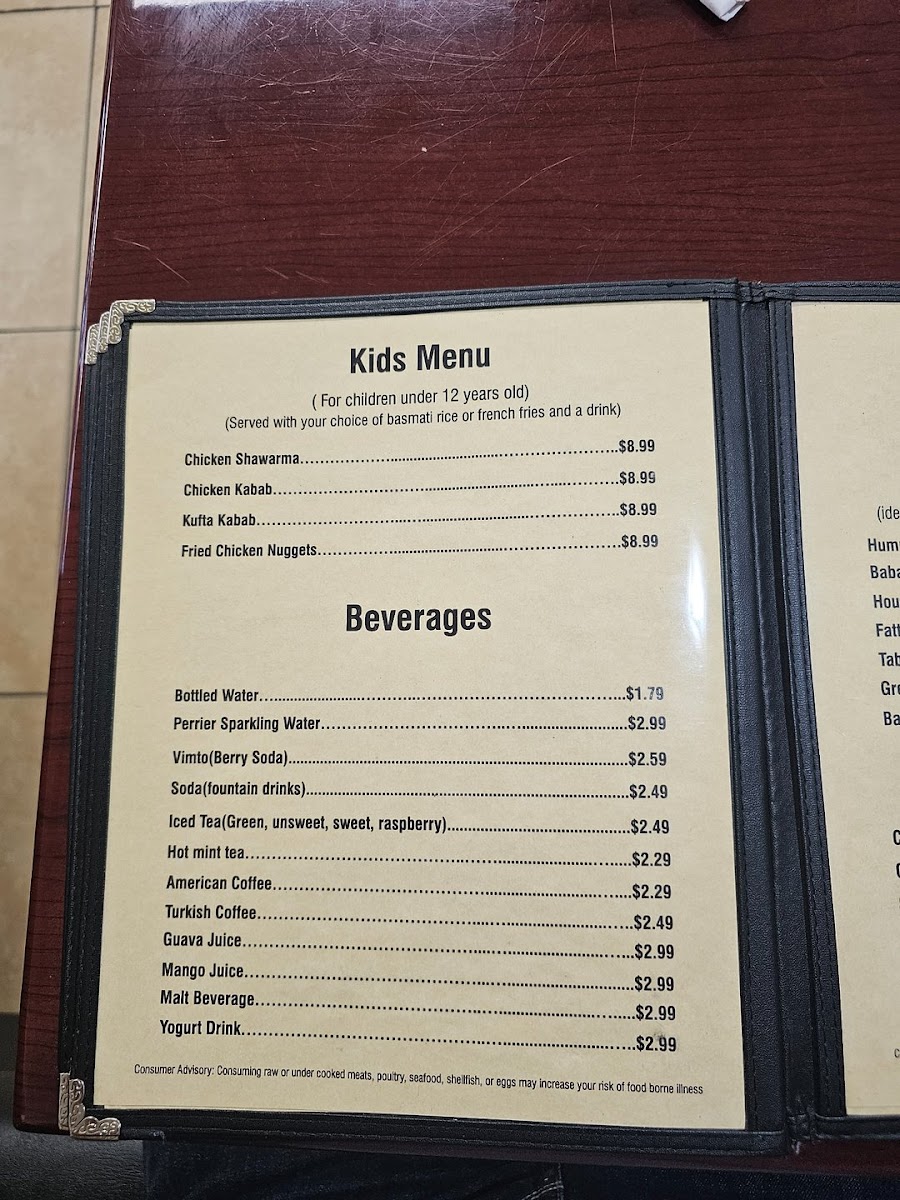 Kids Menu
( For children under 12 years old)
(Served with your choice of basmati rice or french fries and a drink)
Chicken Shawarma $8.99
Chicken Kabab $8.99
Kufta Kabab $8.99
Fried Chicken Nuggets $8.99
Beverages
Bottled Water $1.79
Perrier Sparkling Water $2.99
Vimto(Berry Soda) $2.59
Soda(fountain drinks) $2.49
Iced Tea(Green, unsweet, sweet, raspberry) $2.49
Hot mint tea $2.29
American Coffee $2.29
Turkish Coffee $2.49
Guava Juice $2.99
Mango Juice $2.99
Malt Beverage $2.99
Yogurt Drink $2.99
Consumer Advisory: Consuming raw or under cooked meats, poultry, seafood, shellfish, or eggs may increase your risk of food borne illness